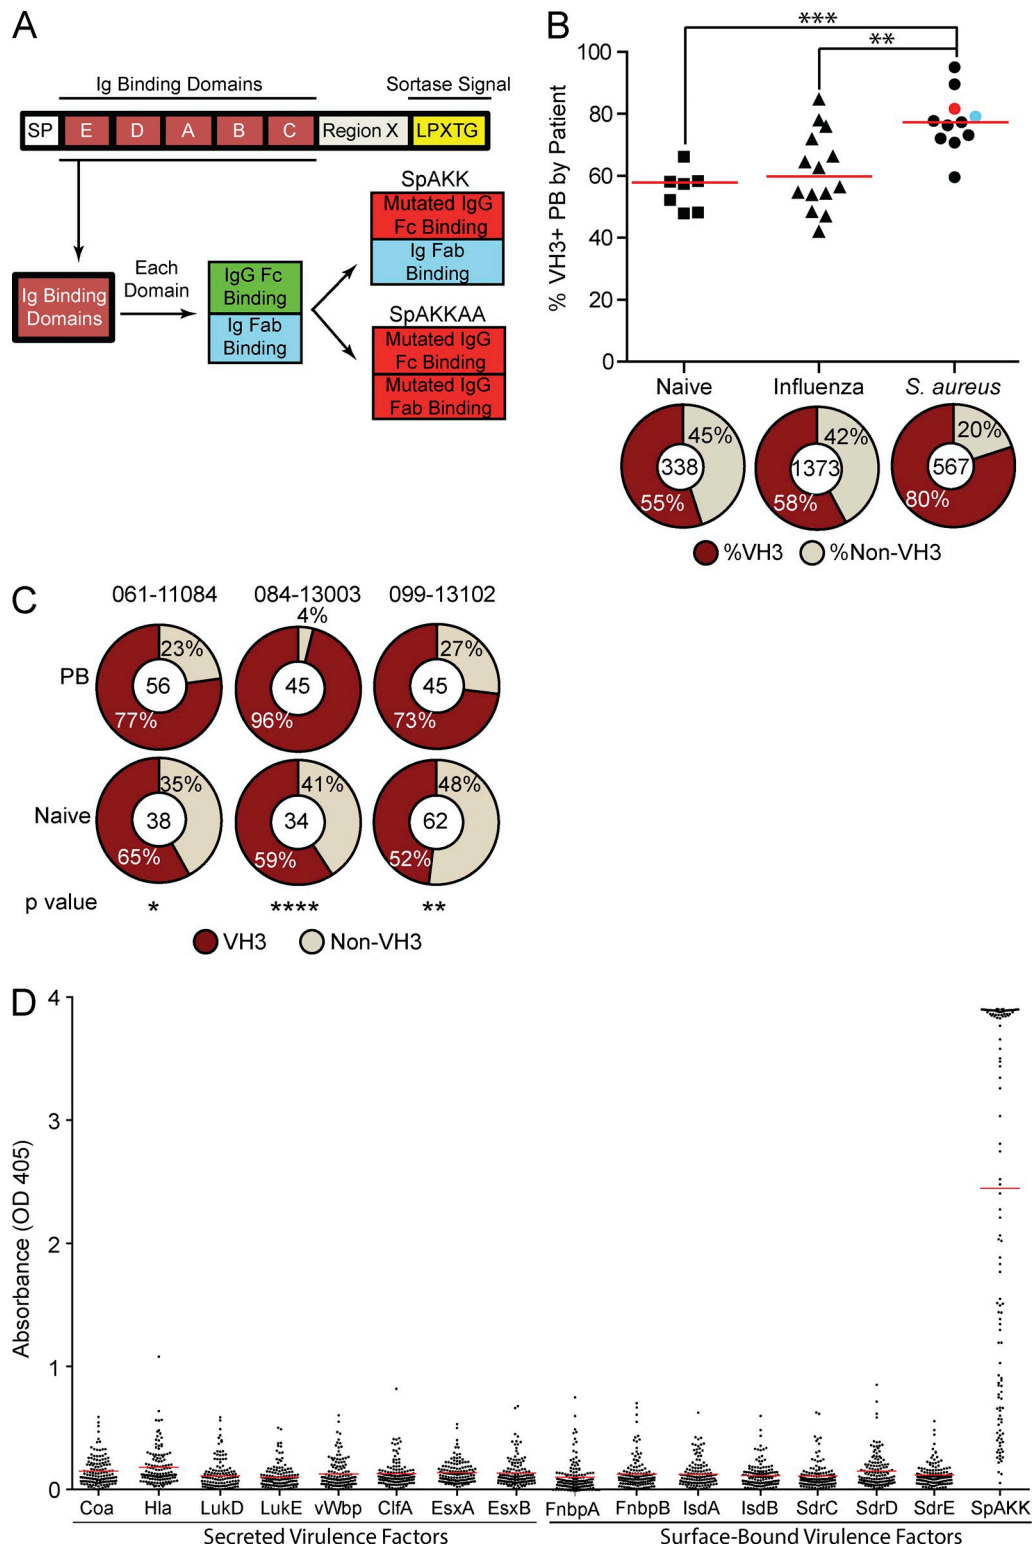 A
Ig Binding Domains
Sortase Signal
SP E D A B C Region X LPXTG
SpAKK
Mutated IgG
Fc Binding
Ig Fab
Binding
Each
Domain
Ig Binding
Domains
IgG Fc
Binding
Ig Fab
Binding
SpAKKAA
Mutated IgG
Fc Binding
Mutated IgG
Fab Binding
B
***
**
% VH3+ PB by Patient
100
80
60
40
20
0
Naive Influenza S. aureus
45% 42% 20%
338 1373 567
55% 58% 80%
%VH3 %Non-VH3
C
061-11084 084-13003 099-13102
4%
PB
23% 27%
56 45 45
77% 96% 73%
Naive
35% 41% 48%
38 34 62
65% 59% 52%
p value * **** **
VH3 Non-VH3
D
Absorbance (OD 405)
4
3
2
1
0
Coa Hla LukD LukE vWbp ClfA EsxA EsxB FnbpA FnbpB IsdA IsdB SdrC SdrD SdrE SpAKK
Secreted Virulence Factors Surface-Bound Virulence Factors